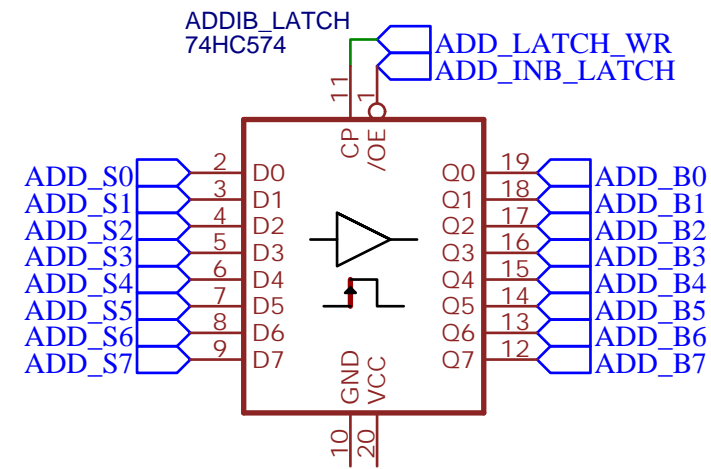 ADDIB_LATCH
74HC574
ADD_LATCH_WR
ADD_INB_LATCH
11 1
CP /OE
ADD_S0 2 D0 Q0 19 ADD_B0
ADD_S1 3 D1 Q1 18 ADD_B1
ADD_S2 4 D2 Q2 17 ADD_B2
ADD_S3 5 D3 Q3 16 ADD_B3
ADD_S4 6 D4 Q4 15 ADD_B4
ADD_S5 7 D5 Q5 14 ADD_B5
ADD_S6 8 D6 Q6 13 ADD_B6
ADD_S7 9 D7 Q7 12 ADD_B7
GND VCC
10 20